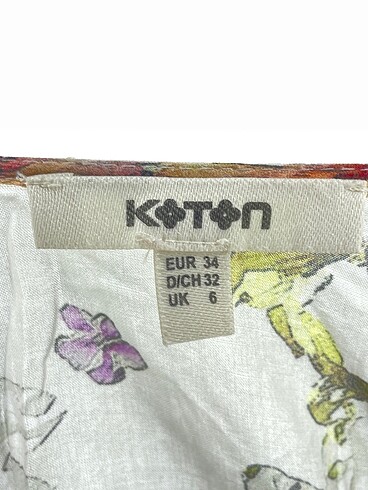 KOTON
EUR 34
D/CH 32
UK 6